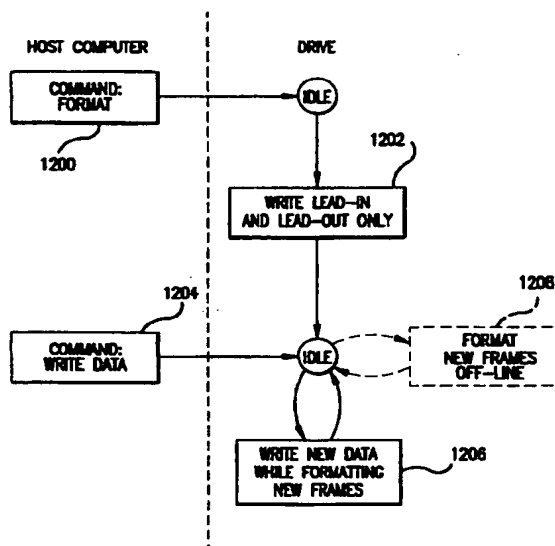 HOST COMPUTER
DRIVE
COMMAND:
FORMAT
IDLE
1200
1202
WRITE LEAD-IN
AND LEAD-OUT ONLY
1204
1208
COMMAND:
WRITE DATA
IDLE
FORMAT
NEW FRAMES
OFF-LINE
WRITE NEW DATA
WHILE FORMATTING
NEW FRAMES
1206